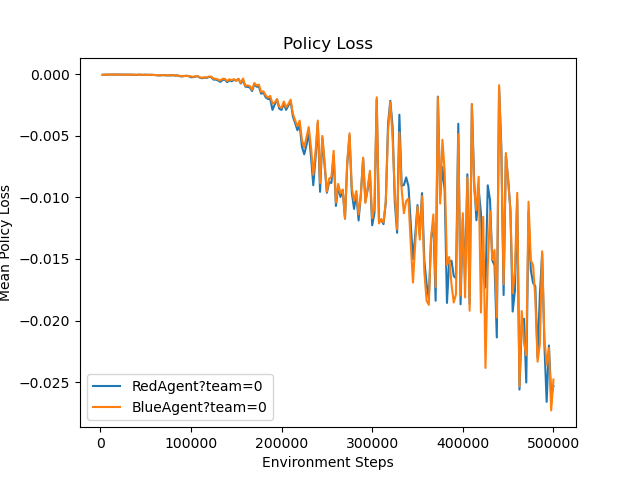 Policy Loss
Mean Policy Loss
0.000
−0.005
−0.010
−0.015
−0.020
−0.025
RedAgent?team=0
BlueAgent?team=0
0 100000 200000 300000 400000 500000
Environment Steps